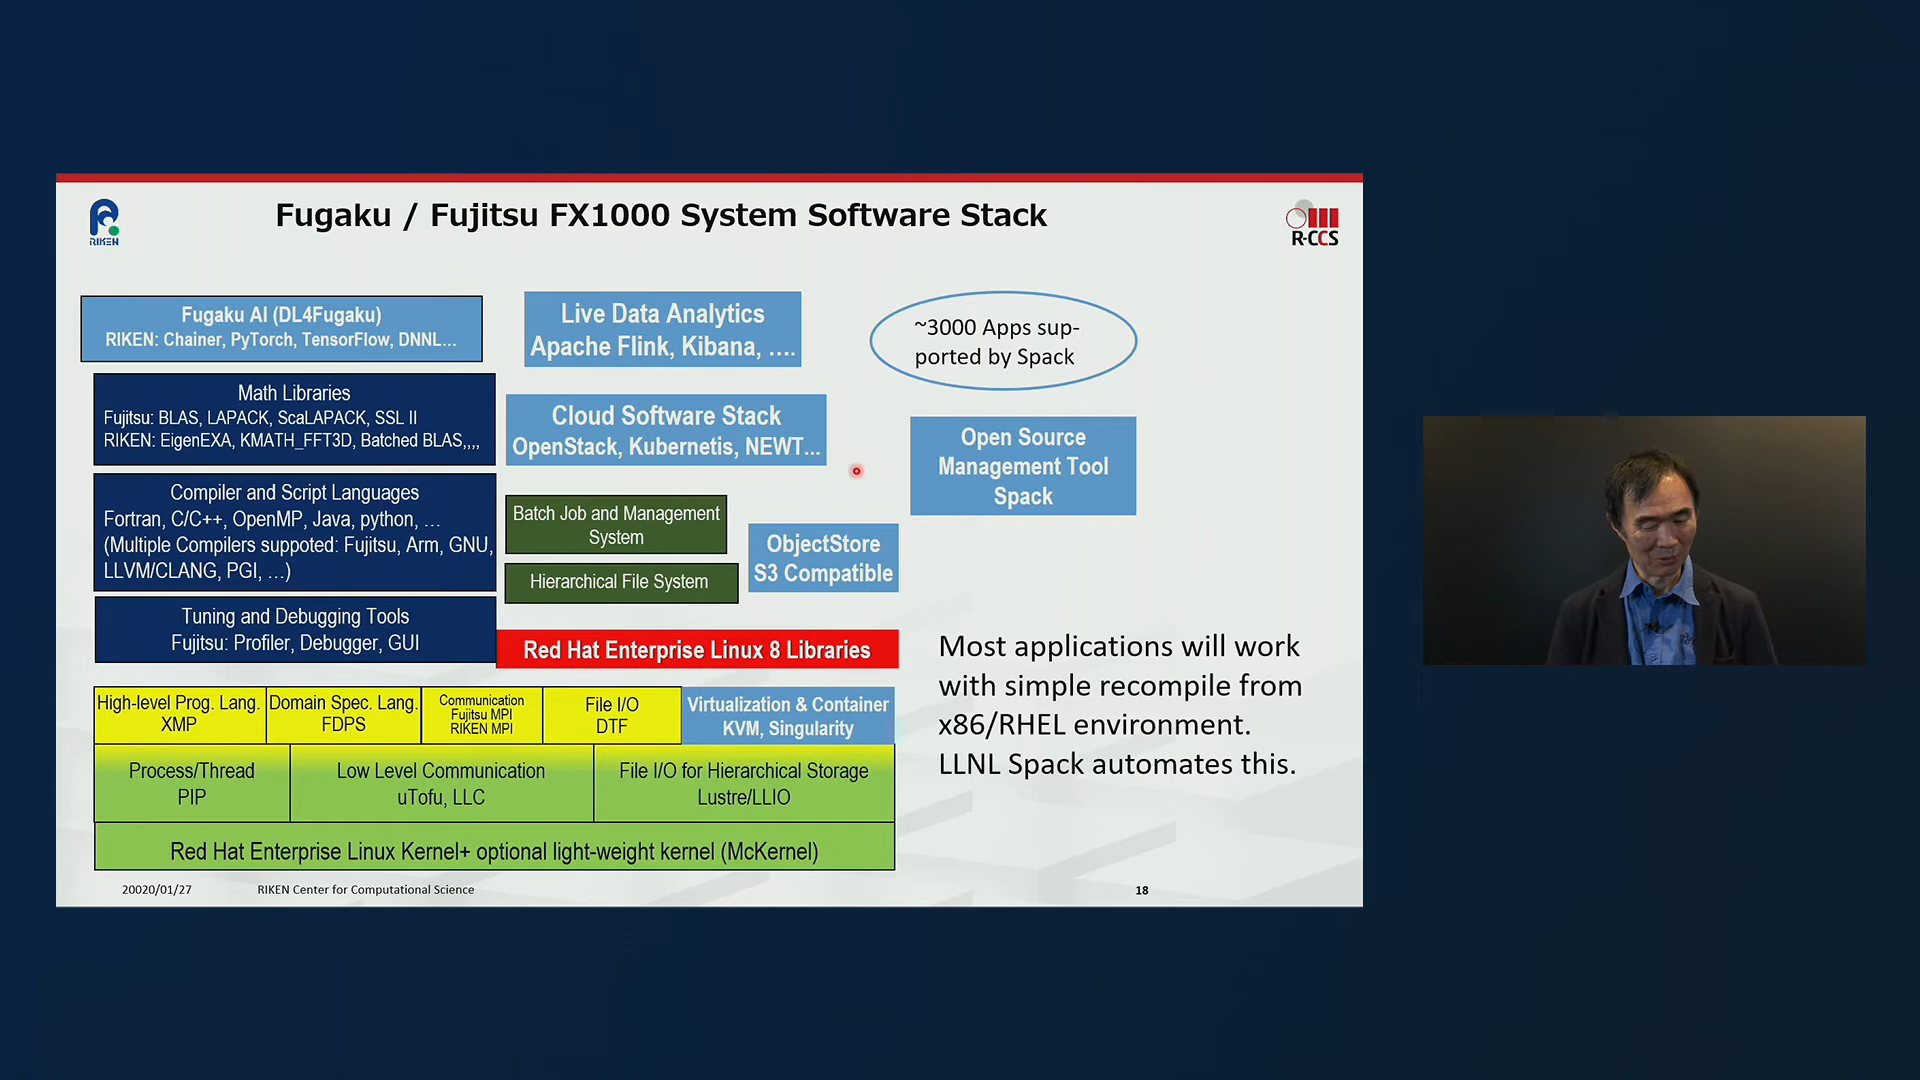 Fugaku / Fujitsu FX1000 System Software Stack
RIKEN
R-CCS
Fugaku AI (DL4Fugaku)
RIKEN: Chainer, PyTorch, TensorFlow, DNNL...
Live Data Analytics
Apache Flink, Kibana, ....
~3000 Apps sup-
ported by Spack
Math Libraries
Fujitsu: BLAS, LAPACK, ScaLAPACK, SSL II
RIKEN: EigenEXA, KMATH_FFT3D, Batched BLAS,,,,
Cloud Software Stack
OpenStack, Kubernetis, NEWT...
Open Source
Management Tool
Spack
Compiler and Script Languages
Fortran, C/C++, OpenMP, Java, python, ...
(Multiple Compilers suppoted: Fujitsu, Arm, GNU,
LLVM/CLANG, PGI, ...)
Batch Job and Management
System
Hierarchical File System
ObjectStore
S3 Compatible
Tuning and Debugging Tools
Fujitsu: Profiler, Debugger, GUI
Red Hat Enterprise Linux 8 Libraries
Most applications will work
with simple recompile from
x86/RHEL environment.
LLNL Spack automates this.
High-level Prog. Lang.
XMP
Domain Spec. Lang.
FDPS
Communication
Fujitsu MPI
RIKEN MPI
File I/O
DTF
Virtualization & Container
KVM, Singularity
Process/Thread
PIP
Low Level Communication
uTofu, LLC
File I/O for Hierarchical Storage
Lustre/LLIO
Red Hat Enterprise Linux Kernel+ optional light-weight kernel (McKernel)
20020/01/27
RIKEN Center for Computational Science
18